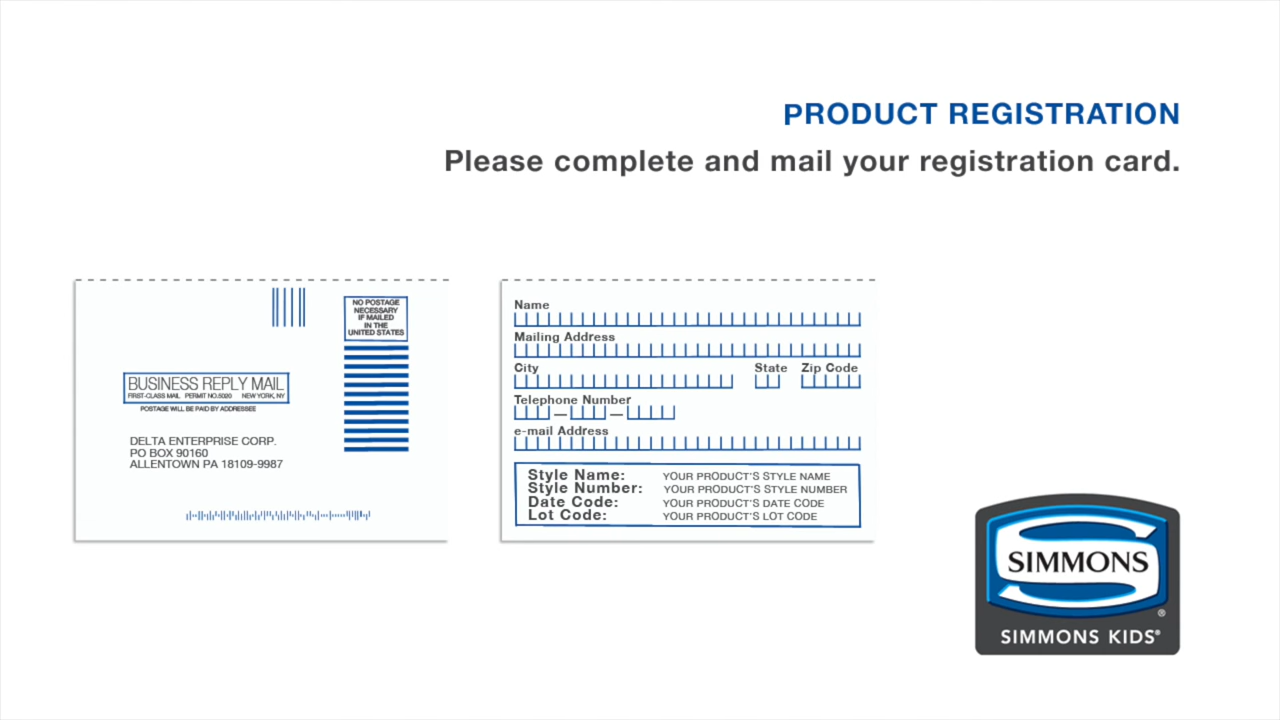 PRODUCT REGISTRATION
Please complete and mail your registration card.
NO POSTAGE
NECESSARY
IF MAILED
IN THE
UNITED STATES
BUSINESS REPLY MAIL
FIRST-CLASS MAIL PERMIT NO.5020 NEW YORK, NY
POSTAGE WILL BE PAID BY ADDRESSEE
DELTA ENTERPRISE CORP.
PO BOX 90160
ALLENTOWN PA 18109-9987
Name
Mailing Address
City State Zip Code
Telephone Number
e-mail Address
Style Name: YOUR PRODUCT'S STYLE NAME
Style Number: YOUR PRODUCT'S STYLE NUMBER
Date Code: YOUR PRODUCT'S DATE CODE
Lot Code: YOUR PRODUCT'S LOT CODE
SIMMONS
®
SIMMONS KIDS®